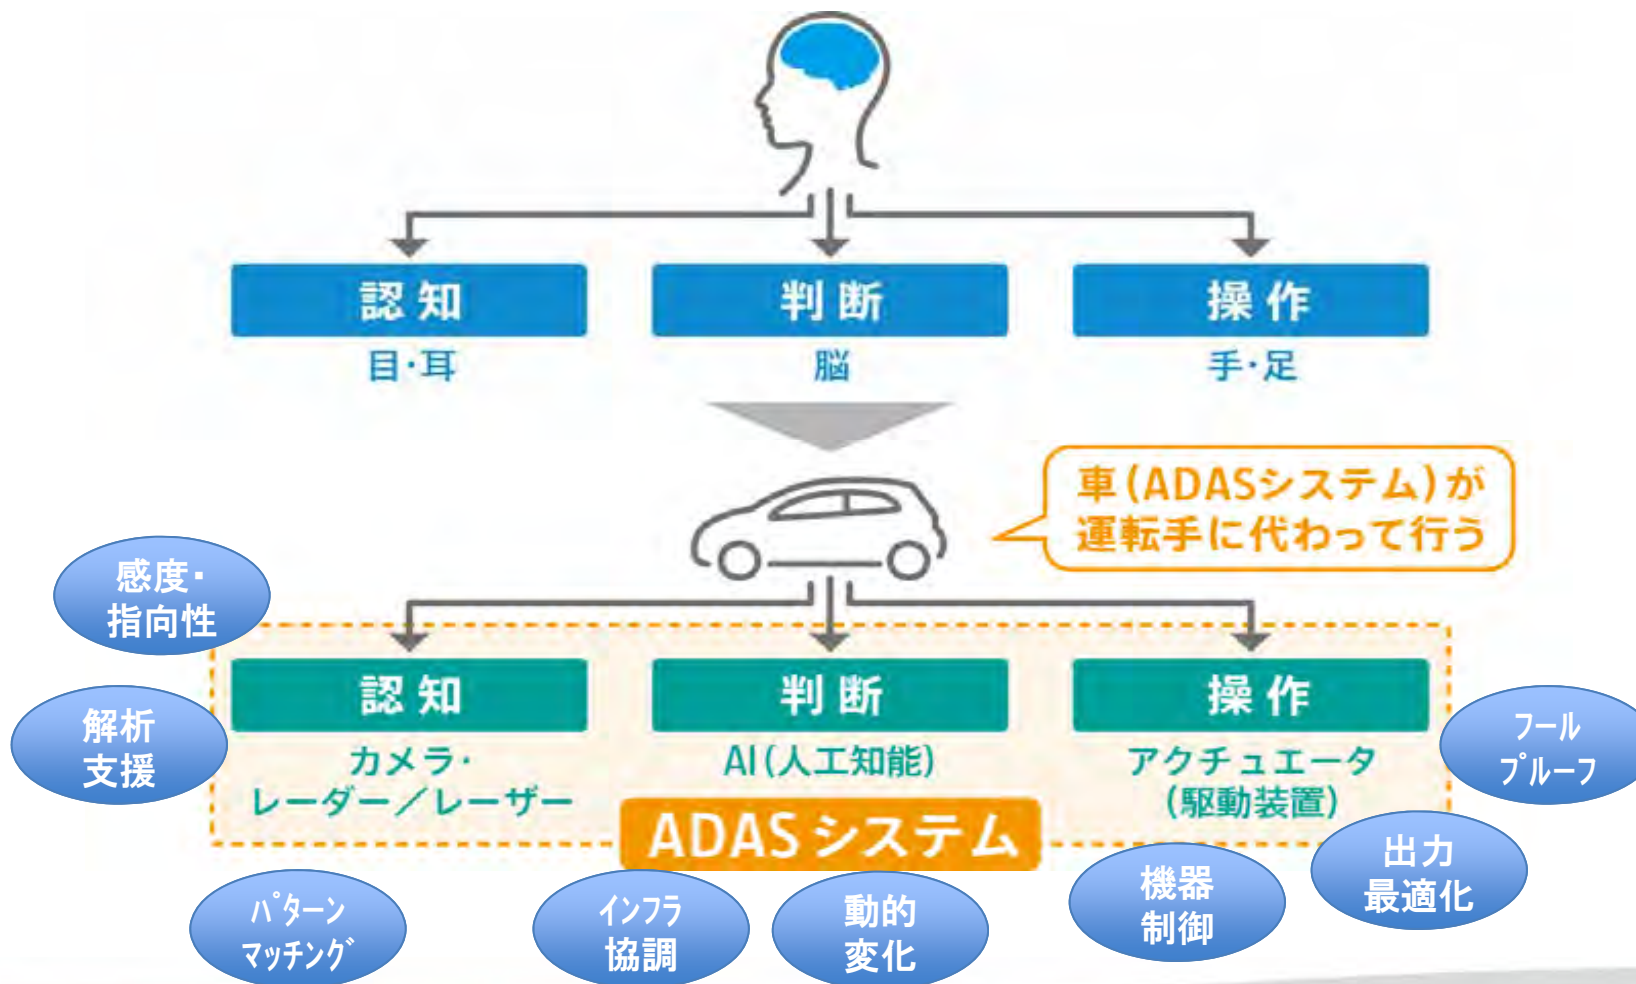 認知
判断
操作
目・耳
脳
手・足
車(ADASシステム)が
運転手に代わって行う
感度・
指向性
認知
判断
操作
解析
支援
カメラ・
レーダー／レーザー
AI(人工知能)
アクチュエータ
(駆動装置)
フール
プルーフ
ADASシステム
出力
最適化
機器
制御
パターン
マッチング
インフラ
協調
動的
変化